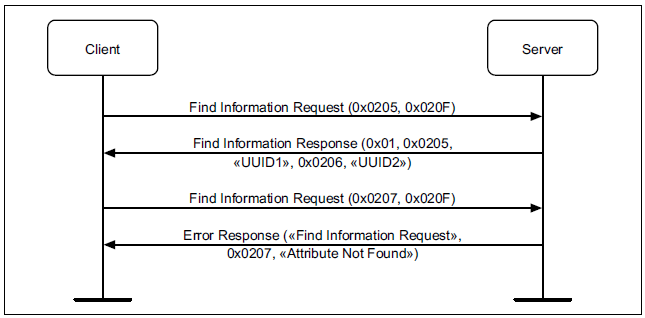 Client
Server
Find Information Request (0x0205, 0x020F)
Find Information Response (0x01, 0x0205,
«UUID1», 0x0206, «UUID2»)
Find Information Request (0x0207, 0x020F)
Error Response («Find Information Request»,
0x0207, «Attribute Not Found»)